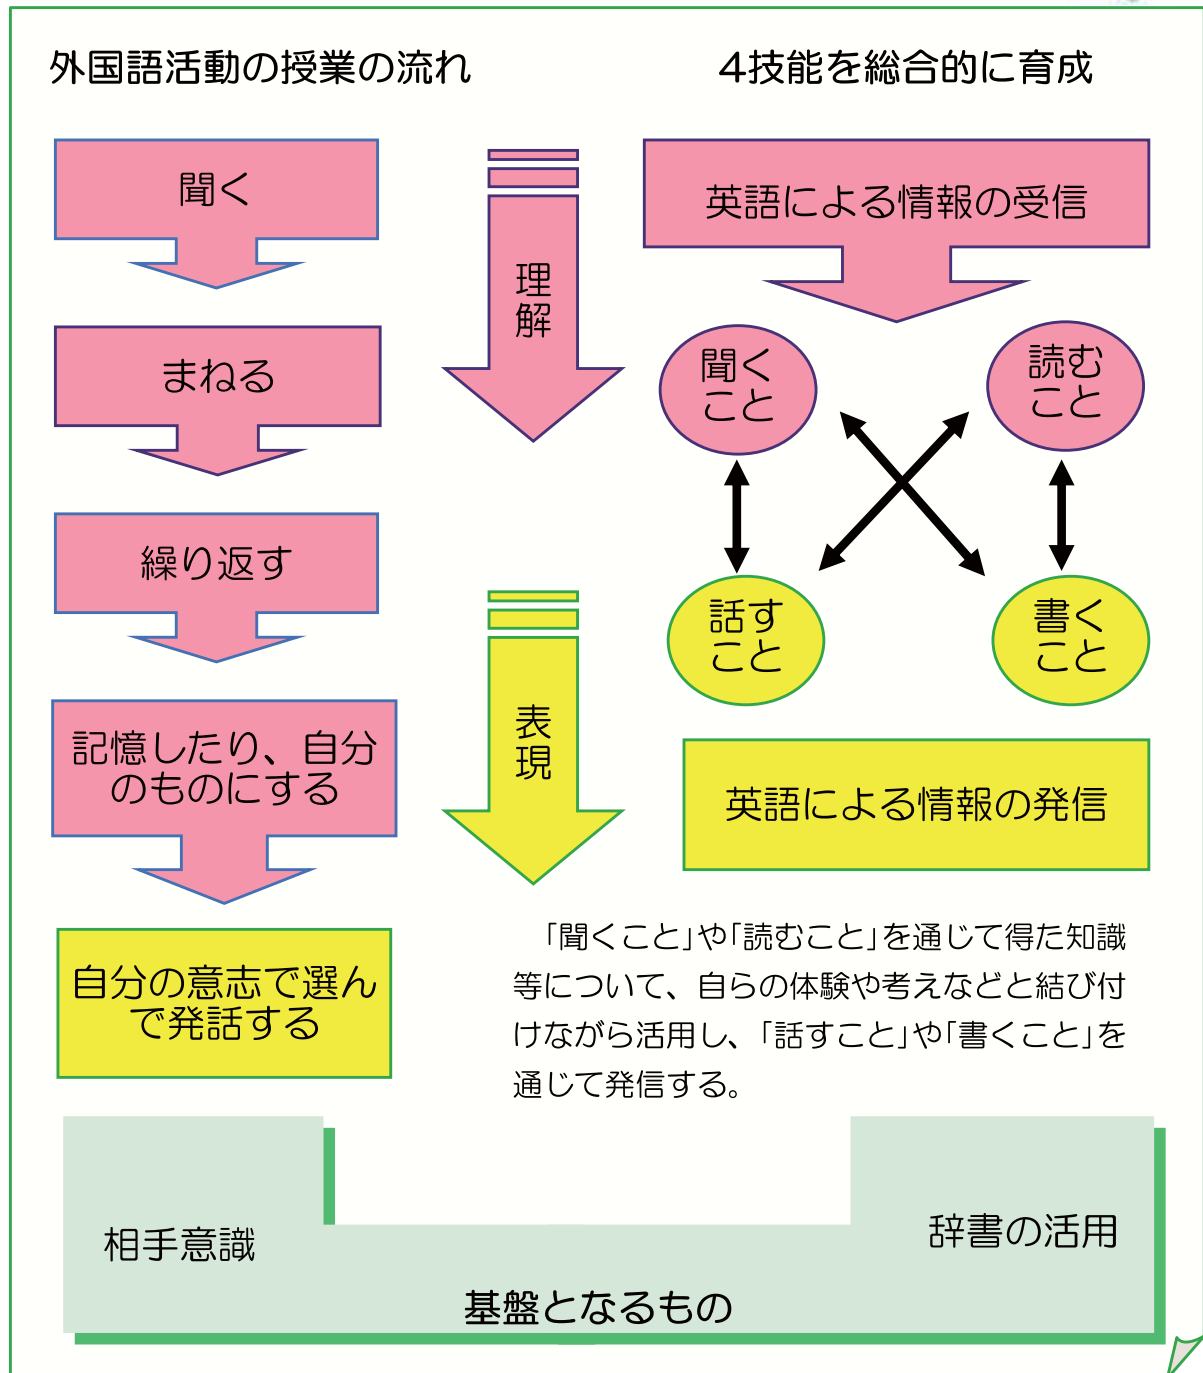 外国語活動の授業の流れ
聞く
まねる
繰り返す
記憶したり、自分
のものにする
自分の意志で選ん
で発話する
理解
表現
4技能を総合的に育成
英語による情報の受信
聞く
こと
読む
こと
話す
こと
書く
こと
英語による情報の発信
「聞くこと」や「読むこと」を通じて得た知識
等について、自らの体験や考えなどと結び付
けながら活用し、「話すこと」や「書くこと」を
通じて発信する。
相手意識
辞書の活用
基盤となるもの